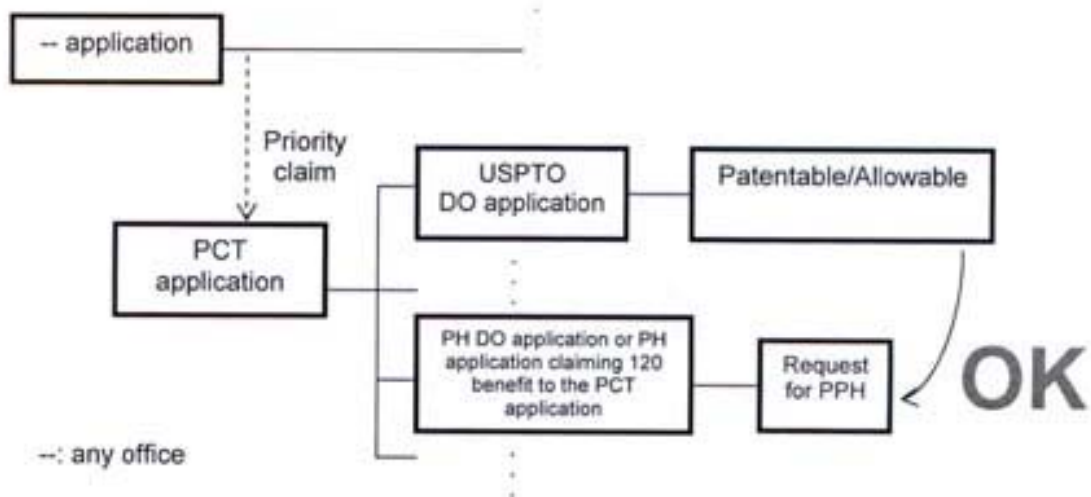 -- application
Priority
claim
USPTO
DO application
Patentable/Allowable
PCT
application
PH DO application or PH
application claiming 120
benefit to the PCT
application
Request
for PPH
OK
--: any office